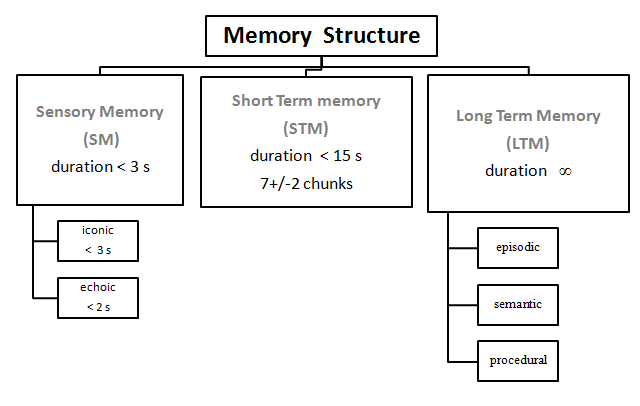 Memory Structure
Sensory Memory
(SM)
duration < 3 s
iconic
< 3 s
echoic
< 2 s
Short Term memory
(STM)
duration < 15 s
7+/-2 chunks
Long Term Memory
(LTM)
duration ∞
episodic
semantic
procedural